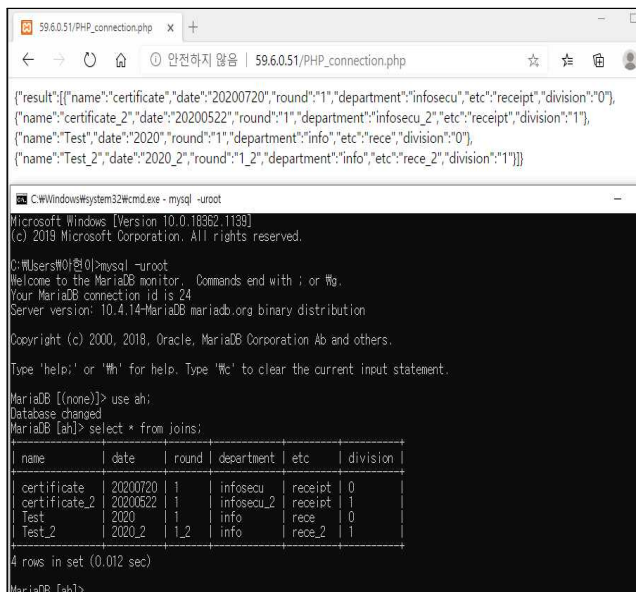 59.6.0.51/PHP_connection.php
안전하지 않음 | 59.6.0.51/PHP_connection.php
{"result":[{"name":"certificate","date":"20200720","round":"1","department":"infosecu","etc":"receipt","division":"0"},
{"name":"certificate_2","date":"20200522","round":"1","department":"infosecu_2","etc":"receipt","division":"1"},
{"name":"Test","date":"2020","round":"1","department":"info","etc":"rece","division":"0"},
{"name":"Test_2","date":"2020_2","round":"1_2","department":"info","etc":"rece_2","division":"1"}]}
C:₩Windows₩system32₩cmd.exe - mysql -uroot
Microsoft Windows [Version 10.0.18362.1139]
(c) 2019 Microsoft Corporation. All rights reserved.
C:₩Users₩아현이>mysql -uroot
Welcome to the MariaDB monitor.  Commands end with ; or ₩g.
Your MariaDB connection id is 24
Server version: 10.4.14-MariaDB mariadb.org binary distribution
Copyright (c) 2000, 2018, Oracle, MariaDB Corporation Ab and others.
Type 'help;' or '₩h' for help. Type '₩c' to clear the current input statement.
MariaDB [(none)]> use ah;
Database changed
MariaDB [ah]> select * from joins;
| name | date | round | department | etc | division |
| certificate | 20200720 | 1 | infosecu | receipt | 0 |
| certificate_2 | 20200522 | 1 | infosecu_2 | receipt | 1 |
| Test | 2020 | 1 | info | rece | 0 |
| Test_2 | 2020_2 | 1_2 | info | rece_2 | 1 |
4 rows in set (0.012 sec)
MariaDB [ah]>